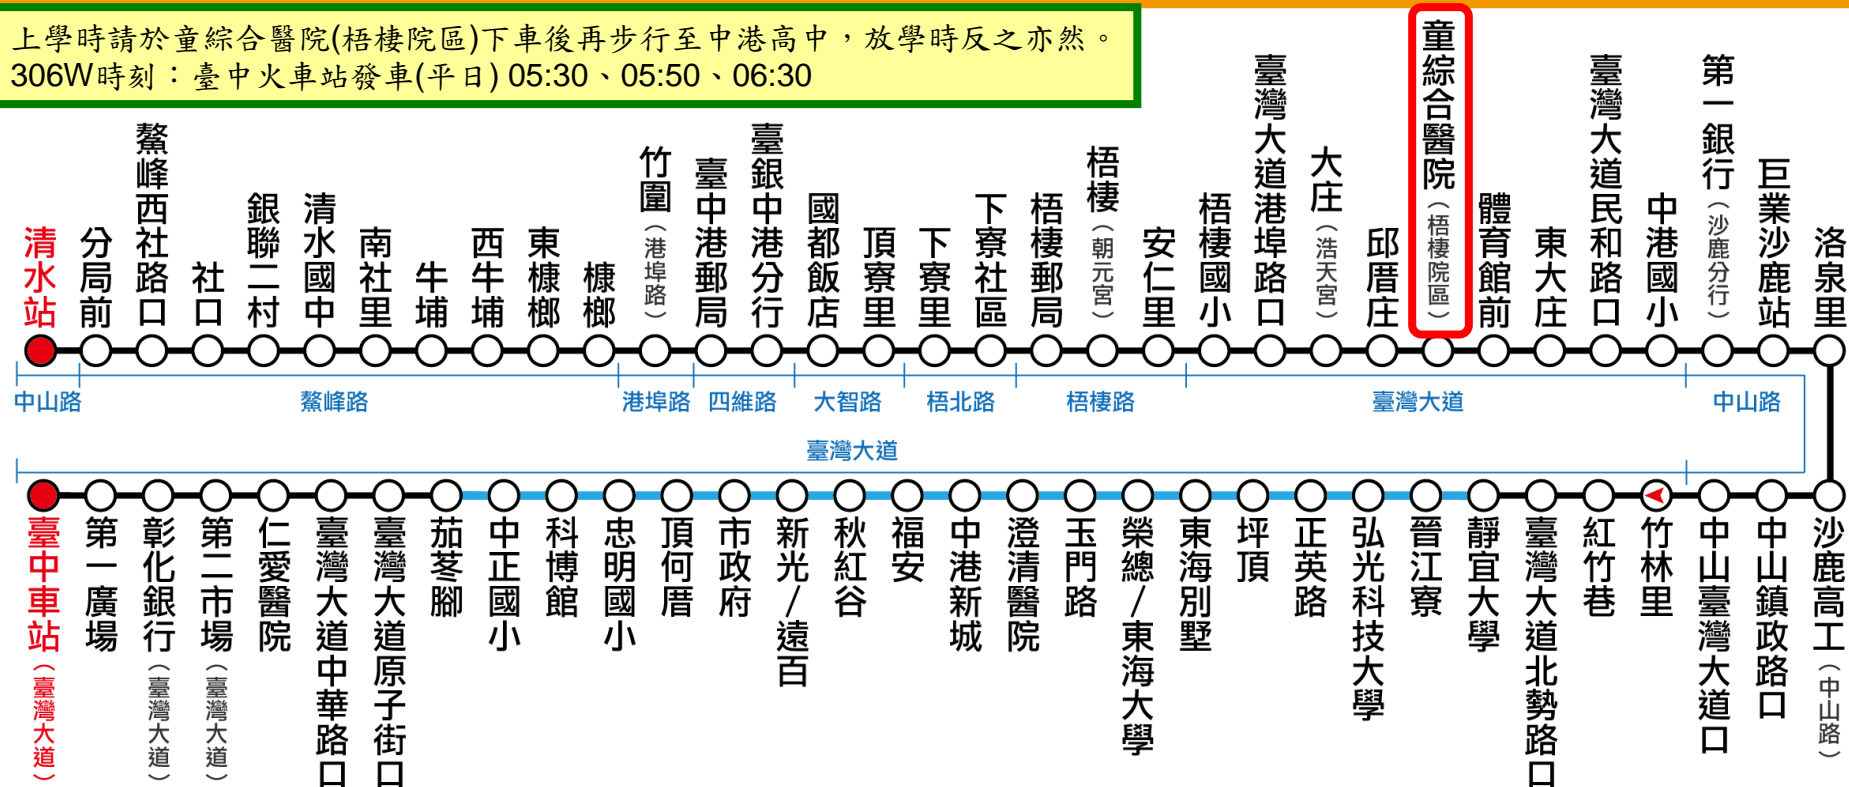 上學時請於童綜合醫院(梧棲院區)下車後再步行至中港高中，放學時反之亦然。
306W時刻：臺中火車站發車(平日) 05:30、05:50、06:30
清水站
分局前
鰲峰西社路口
社口
銀聯二村
清水國中
南社里
牛埔
西牛埔
東槺榔
槺榔
竹圍（港埠路）
臺中港郵局
臺銀中港分行
國都飯店
頂寮里
下寮里
下寮社區
梧棲郵局
梧棲（朝元宮）
安仁里
梧棲國小
臺灣大道港埠路口
大庄（浩天宮）
邱厝庄
童綜合醫院（梧棲院區）
體育館前
東大庄
臺灣大道民和路口
中港國小
第一銀行（沙鹿分行）
巨業沙鹿站
洛泉里
中山路
鰲峰路
港埠路
四維路
大智路
梧北路
梧棲路
臺灣大道
中山路
臺灣大道
臺中車站（臺灣大道）
第一廣場
彰化銀行（臺灣大道）
第二市場（臺灣大道）
仁愛醫院
臺灣大道中華路口
臺灣大道原子街口
茄苳腳
中正國小
科博館
忠明國小
頂何厝
市政府
新光/遠百
秋紅谷
福安
中港新城
澄清醫院
玉門路
榮總/東海大學
東海別墅
坪頂
正英路
弘光科技大學
晉江寮
靜宜大學
臺灣大道北勢路口
紅竹巷
竹林里
中山臺灣大道口
中山鎮政路口
沙鹿高工（中山路）